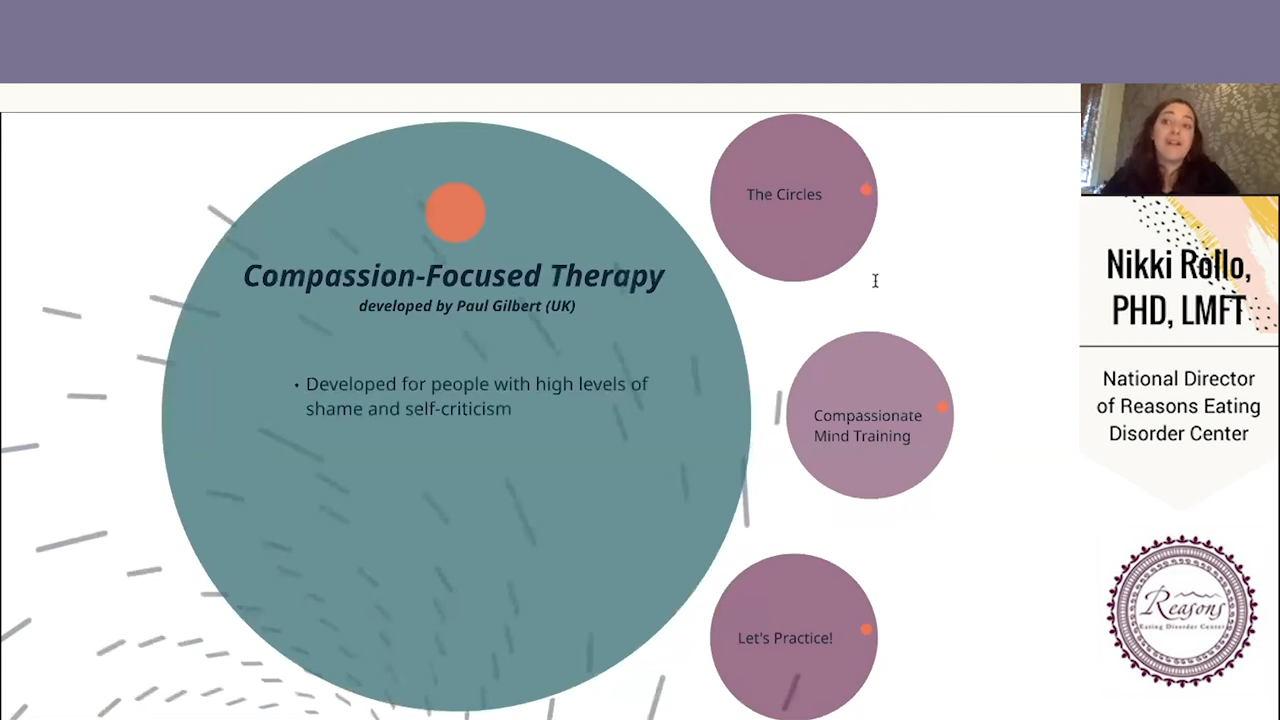 Compassion-Focused Therapy
developed by Paul Gilbert (UK)
• Developed for people with high levels of
shame and self-criticism
The Circles
Compassionate
Mind Training
Let's Practice!
Nikki Rollo,
PHD, LMFT
National Director
of Reasons Eating
Disorder Center
Reasons
Eating Disorder Center